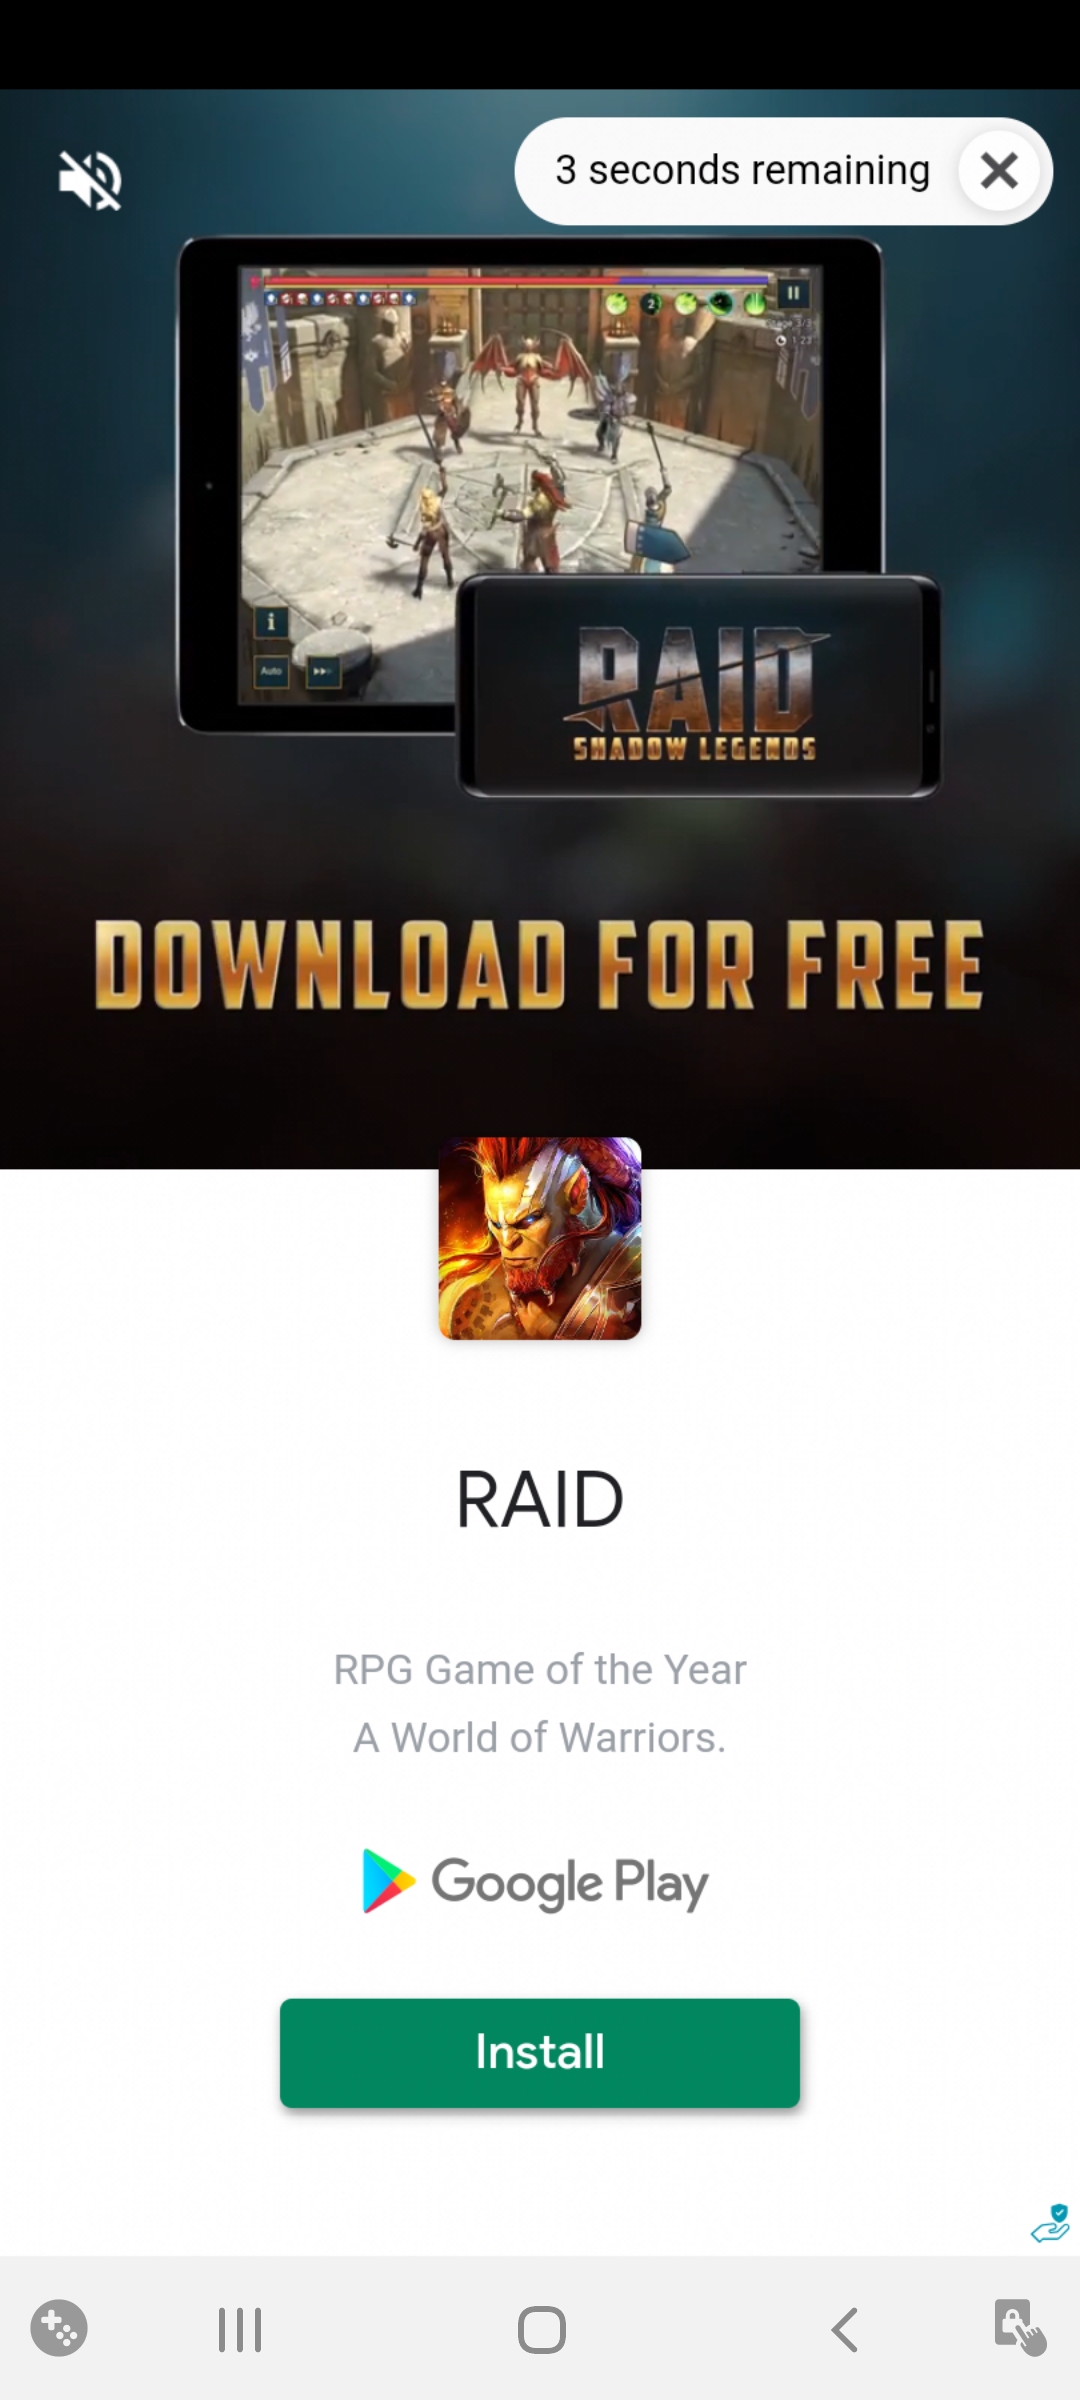 3 seconds remaining
2
Auto
RAID
SHADOW LEGENDS
DOWNLOAD FOR FREE
RAID
RPG Game of the Year
A World of Warriors.
Google Play
Install